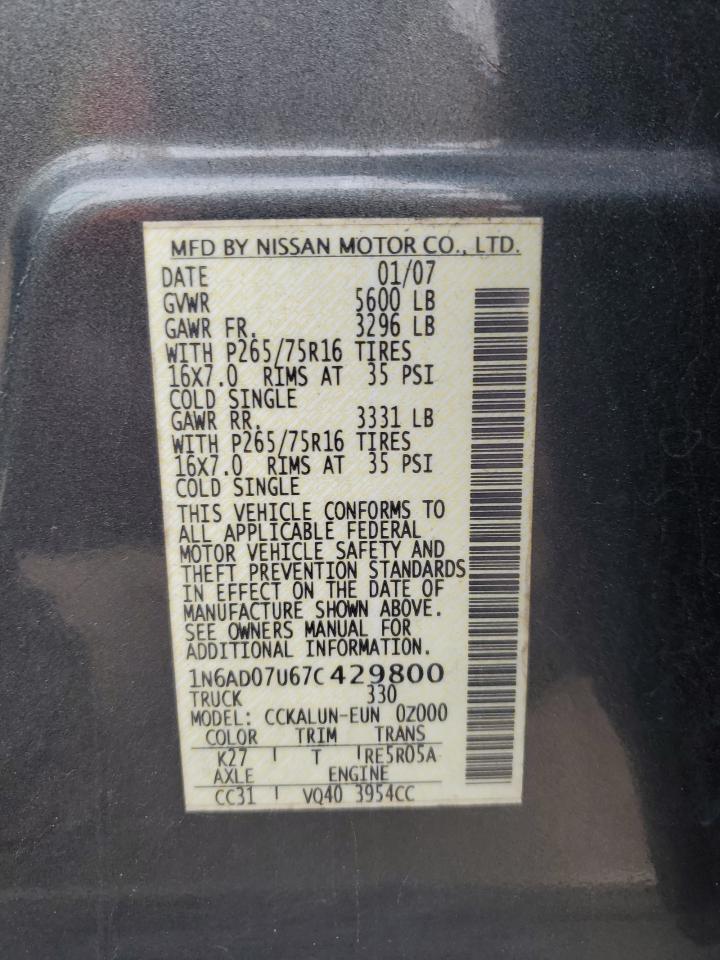 MFD BY NISSAN MOTOR CO., LTD.
DATE 01/07
GVWR 5600 LB
GAWR FR. 3296 LB
WITH P265/75R16 TIRES
16X7.0 RIMS AT 35 PSI
COLD SINGLE
GAWR RR. 3331 LB
WITH P265/75R16 TIRES
16X7.0 RIMS AT 35 PSI
COLD SINGLE
THIS VEHICLE CONFORMS TO
ALL APPLICABLE FEDERAL
MOTOR VEHICLE SAFETY AND
THEFT PREVENTION STANDARDS
IN EFFECT ON THE DATE OF
MANUFACTURE SHOWN ABOVE.
SEE OWNERS MANUAL FOR
ADDITIONAL INFORMATION.
1N6AD07U67C429800
TRUCK 330
MODEL: CCKALUN-EUN 0Z000
COLOR TRIM TRANS
K27 T RE5R05A
AXLE ENGINE
CC31 VQ40 3954CC